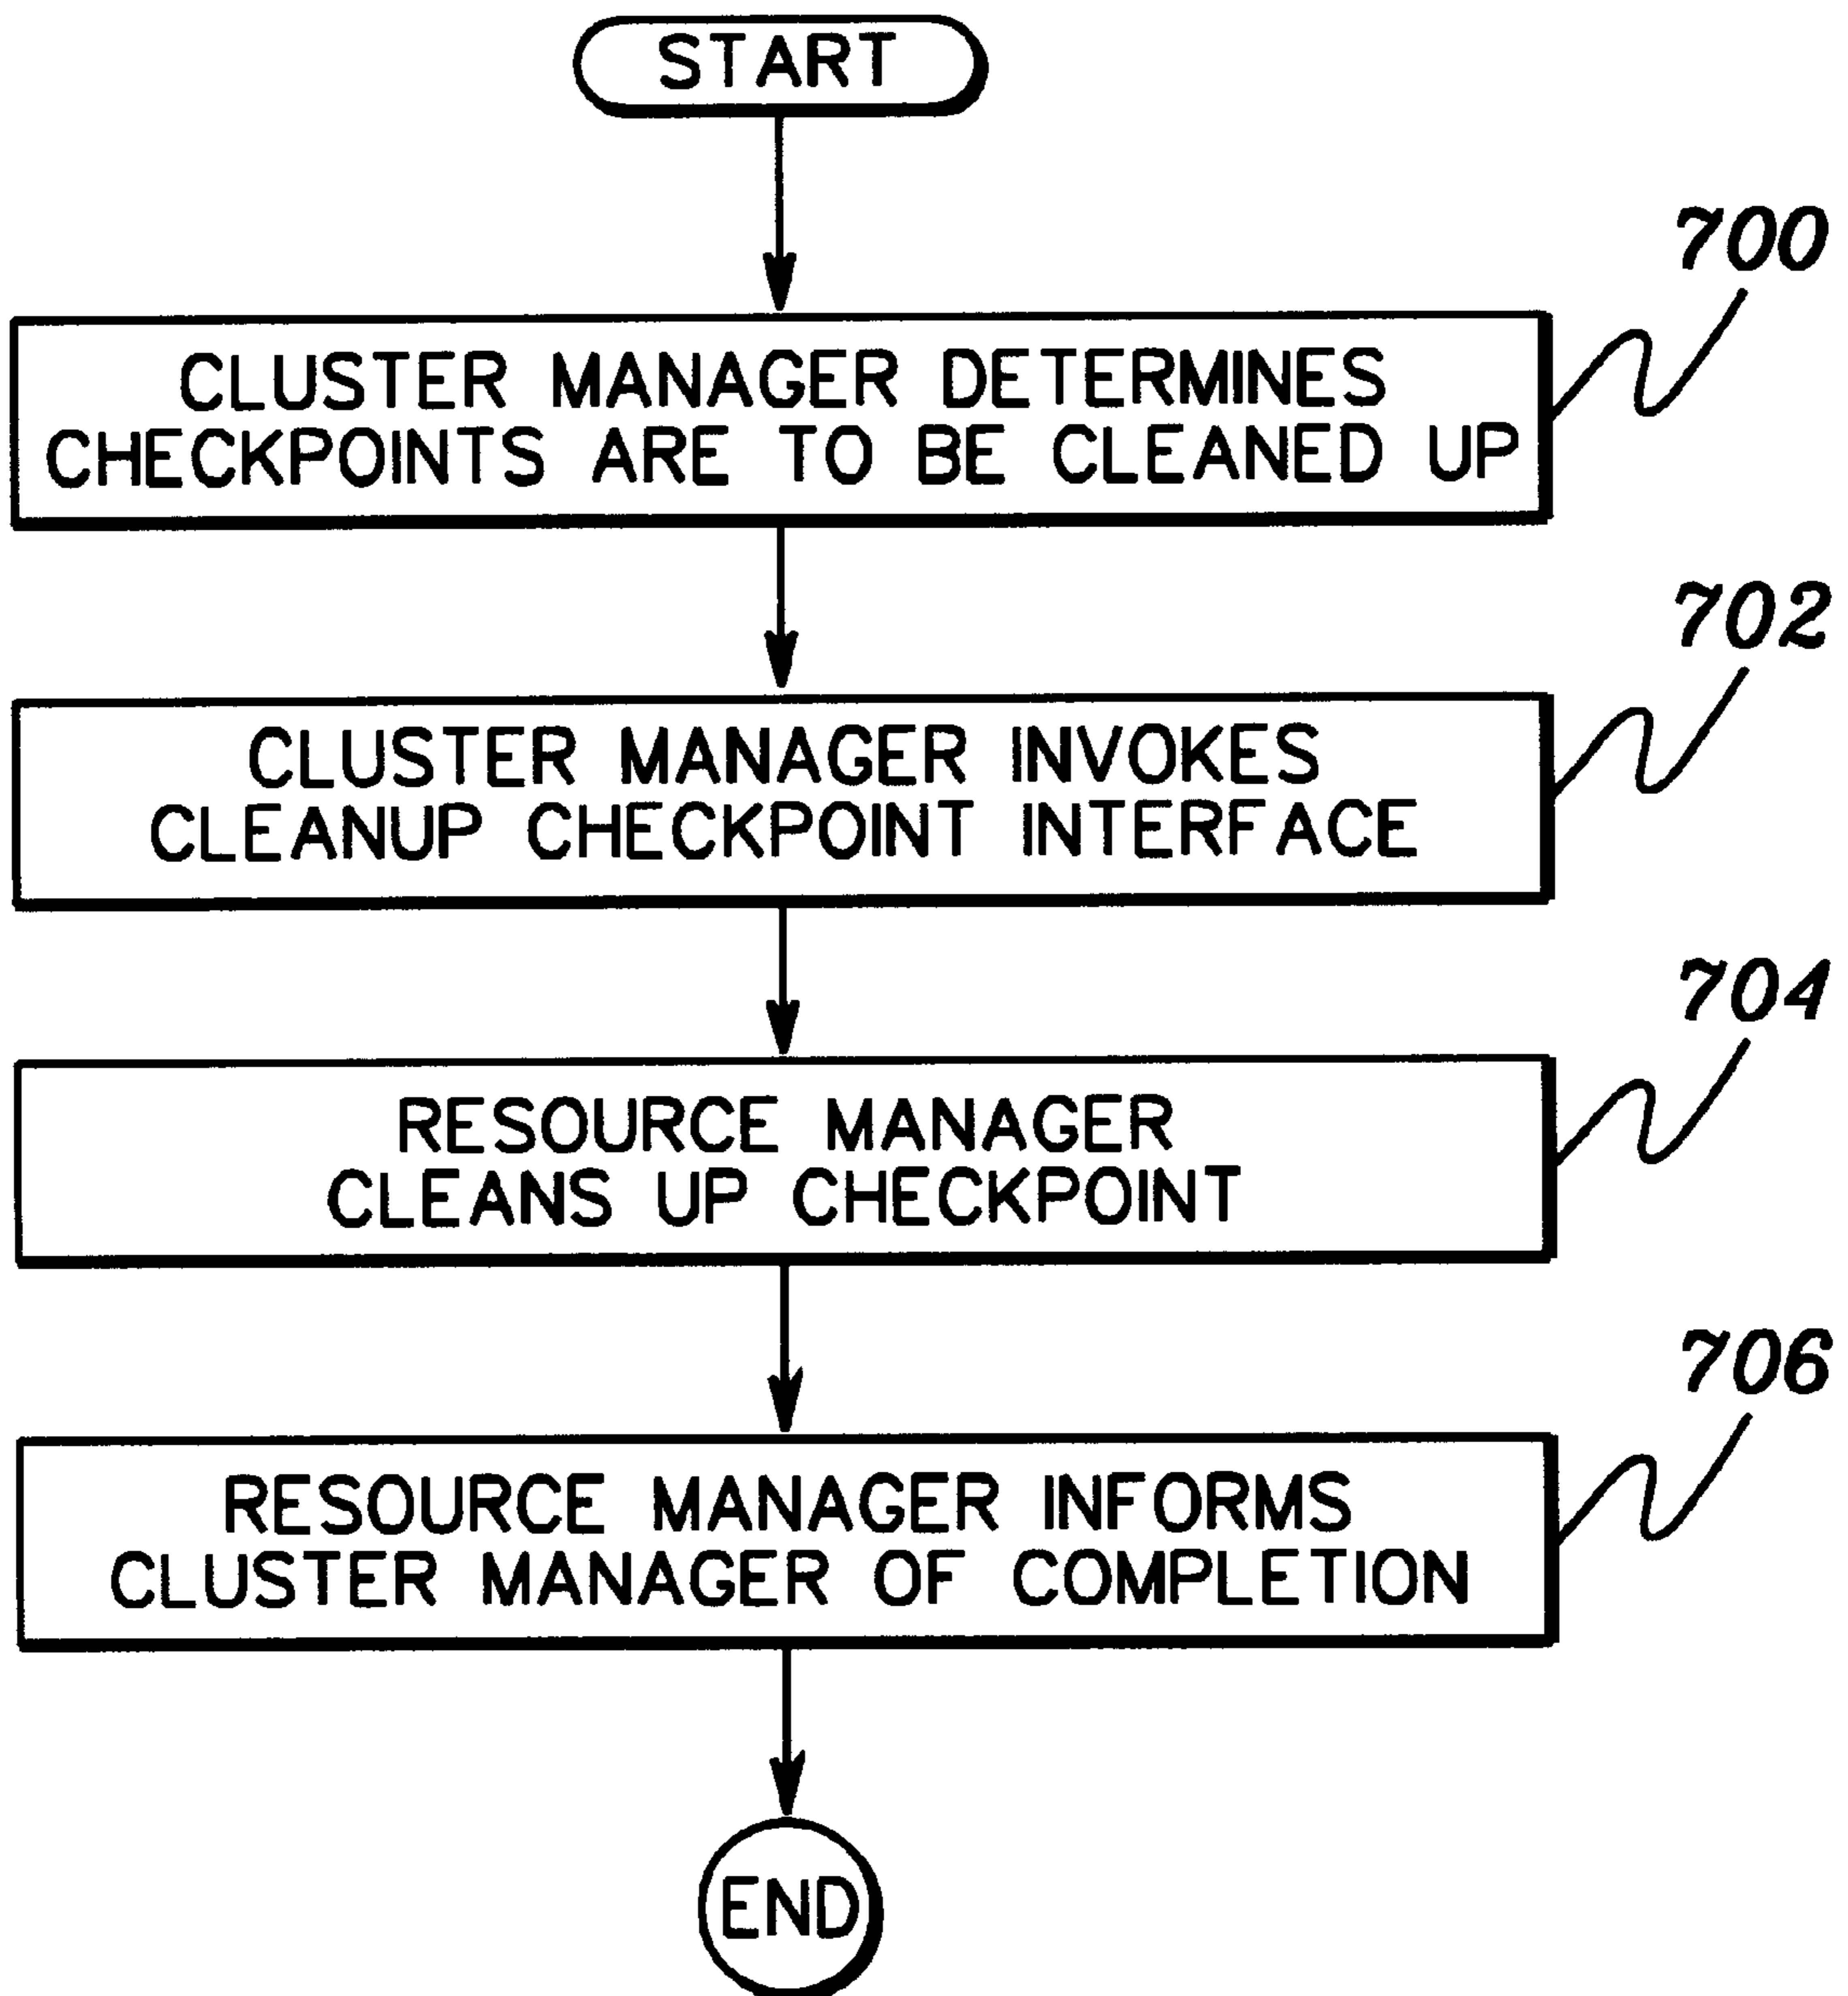 START
700
CLUSTER MANAGER DETERMINES
CHECKPOINTS ARE TO BE CLEANED UP
702
CLUSTER MANAGER INVOKES
CLEANUP CHECKPOINT INTERFACE
704
RESOURCE MANAGER
CLEANS UP CHECKPOINT
706
RESOURCE MANAGER INFORMS
CLUSTER MANAGER OF COMPLETION
END